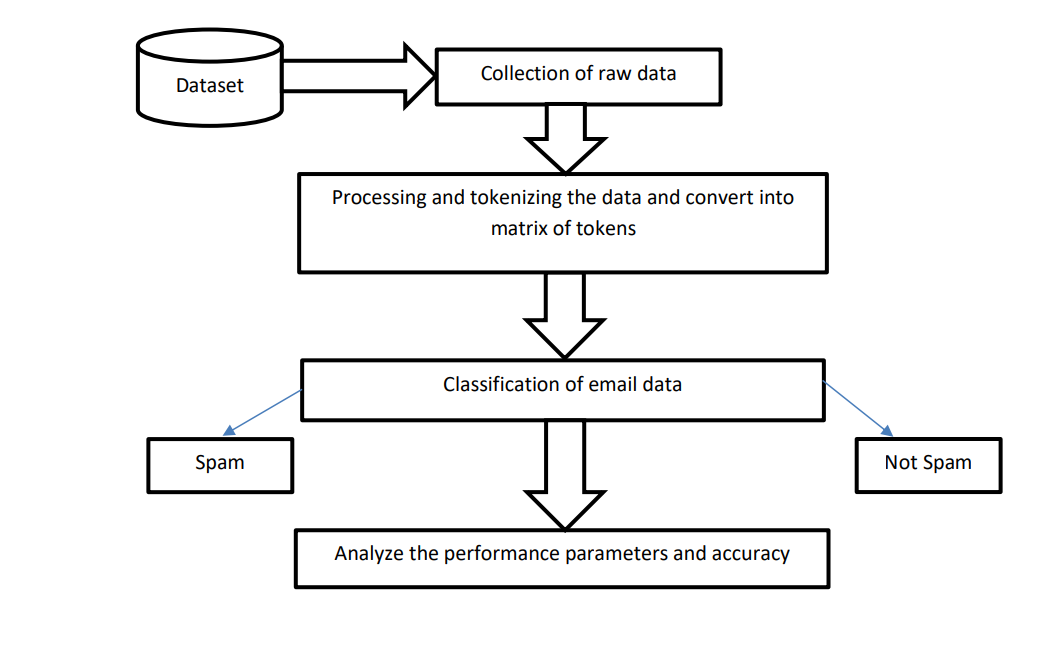 Dataset
Collection of raw data
Processing and tokenizing the data and convert into
matrix of tokens
Classification of email data
Spam
Not Spam
Analyze the performance parameters and accuracy